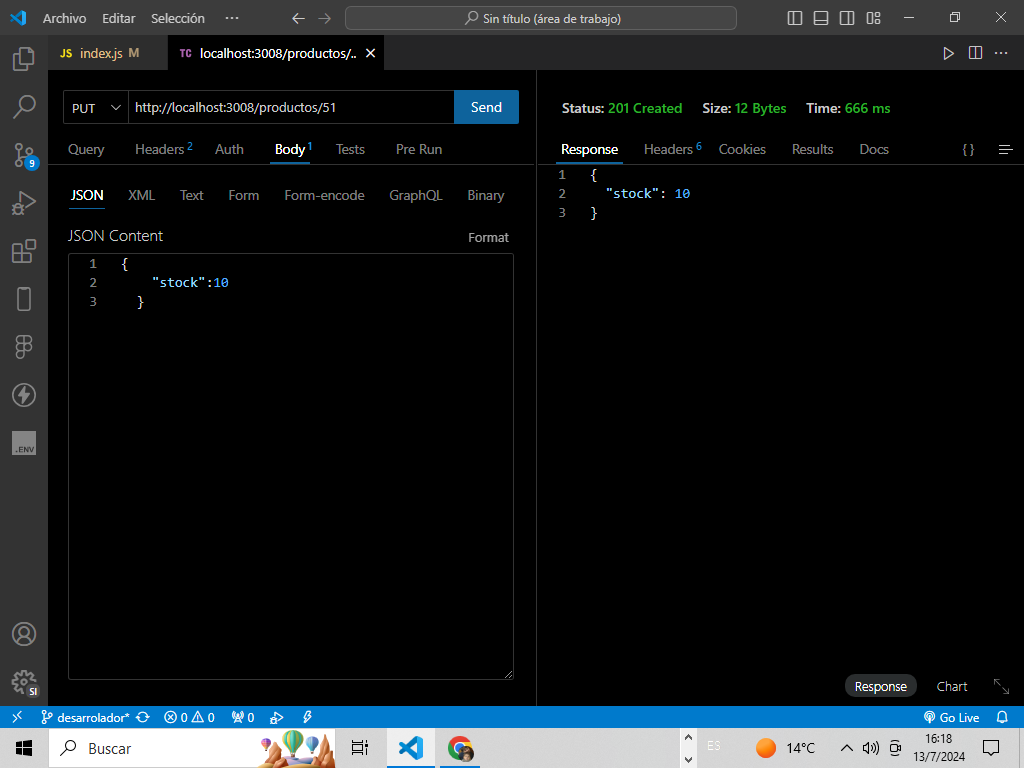 Archivo Editar Selección ··· Sin título (área de trabajo)
JS index.js M TC localhost:3008/productos/..
PUT http://localhost:3008/productos/51 Send
Status: 201 Created Size: 12 Bytes Time: 666 ms
Query Headers 2 Auth Body 1 Tests Pre Run
Response Headers 6 Cookies Results Docs { }
JSON XML Text Form Form-encode GraphQL Binary
JSON Content Format
1 {
2 "stock":10
3 }
1 {
2 "stock": 10
3 }
9
.ENV
SI
Response Chart
desarrolador* 0 0 0 Go Live
Buscar ES 14°C 16:18
13/7/2024